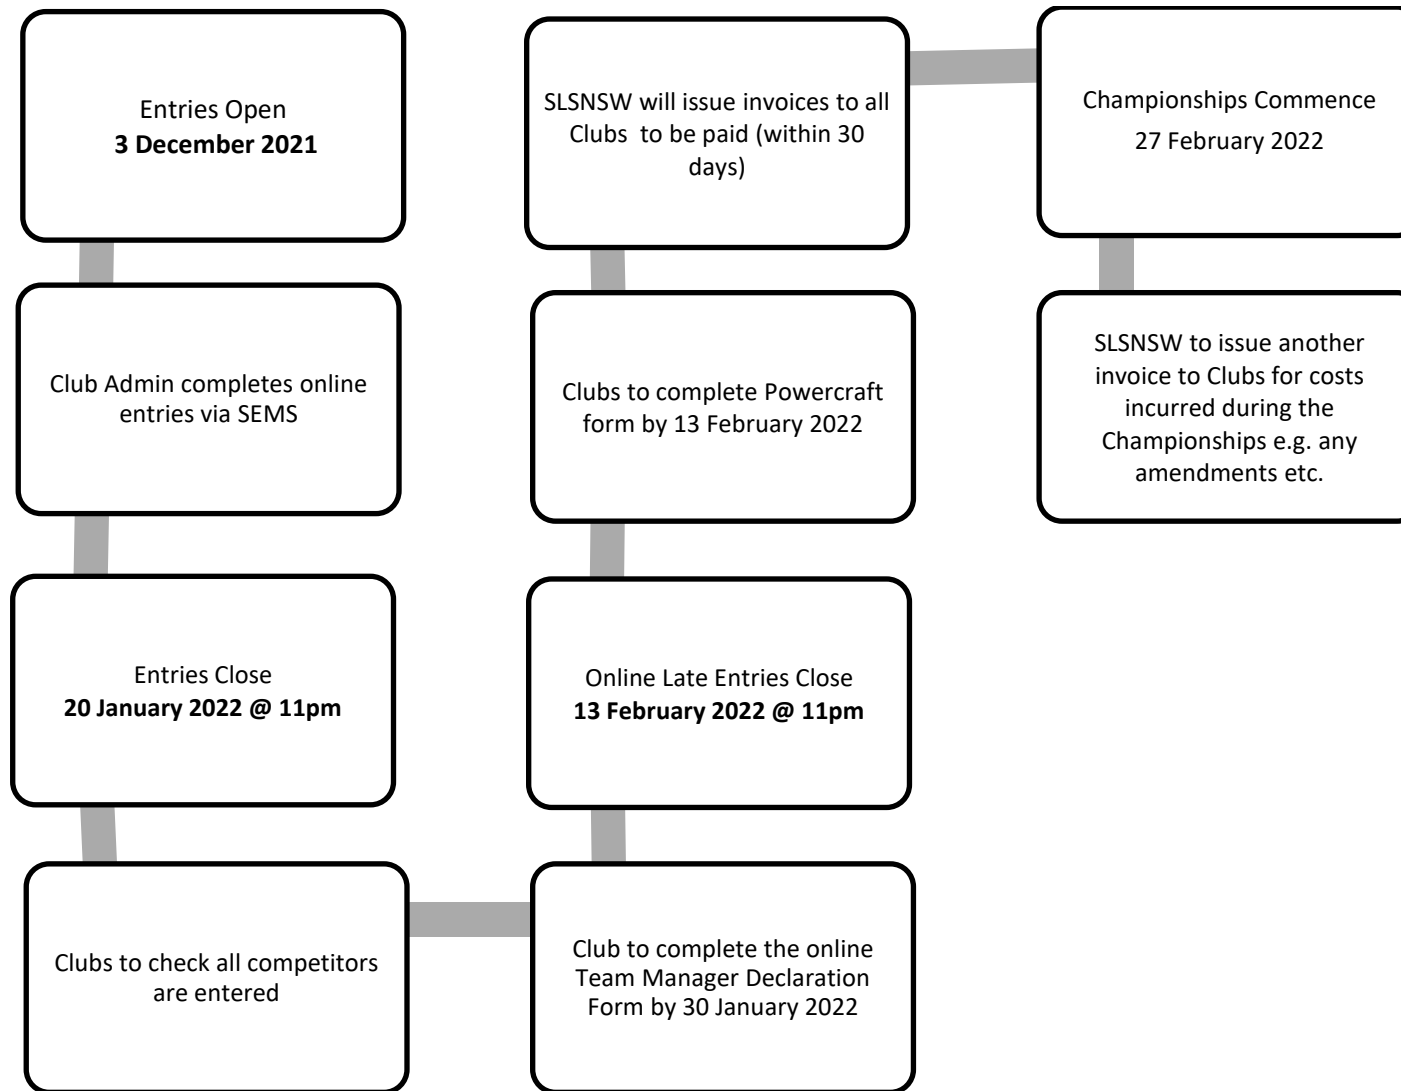 Entries Open
3 December 2021
Club Admin completes online
entries via SEMS
Entries Close
20 January 2022 @ 11pm
Clubs to check all competitors
are entered
Club to complete the online
Team Manager Declaration
Form by 30 January 2022
Online Late Entries Close
13 February 2022 @ 11pm
Clubs to complete Powercraft
form by 13 February 2022
SLSNSW will issue invoices to all
Clubs to be paid (within 30
days)
Championships Commence
27 February 2022
SLSNSW to issue another
invoice to Clubs for costs
incurred during the
Championships e.g. any
amendments etc.